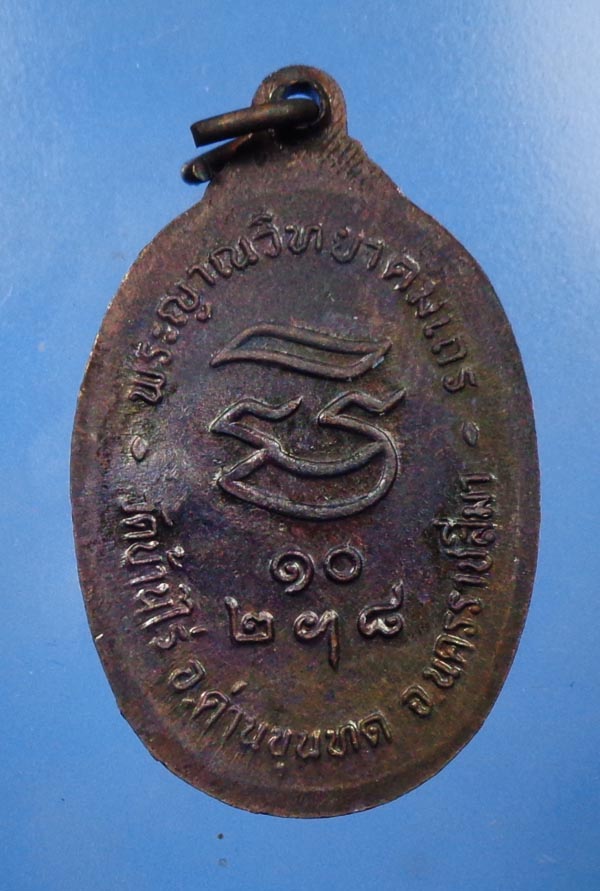 พระญาณวิทยาคมเถร
๑๐
๒ ๓ ๘
วัดบ้านไร่ อ.ด่านขุนทด จ.นครราชสีมา